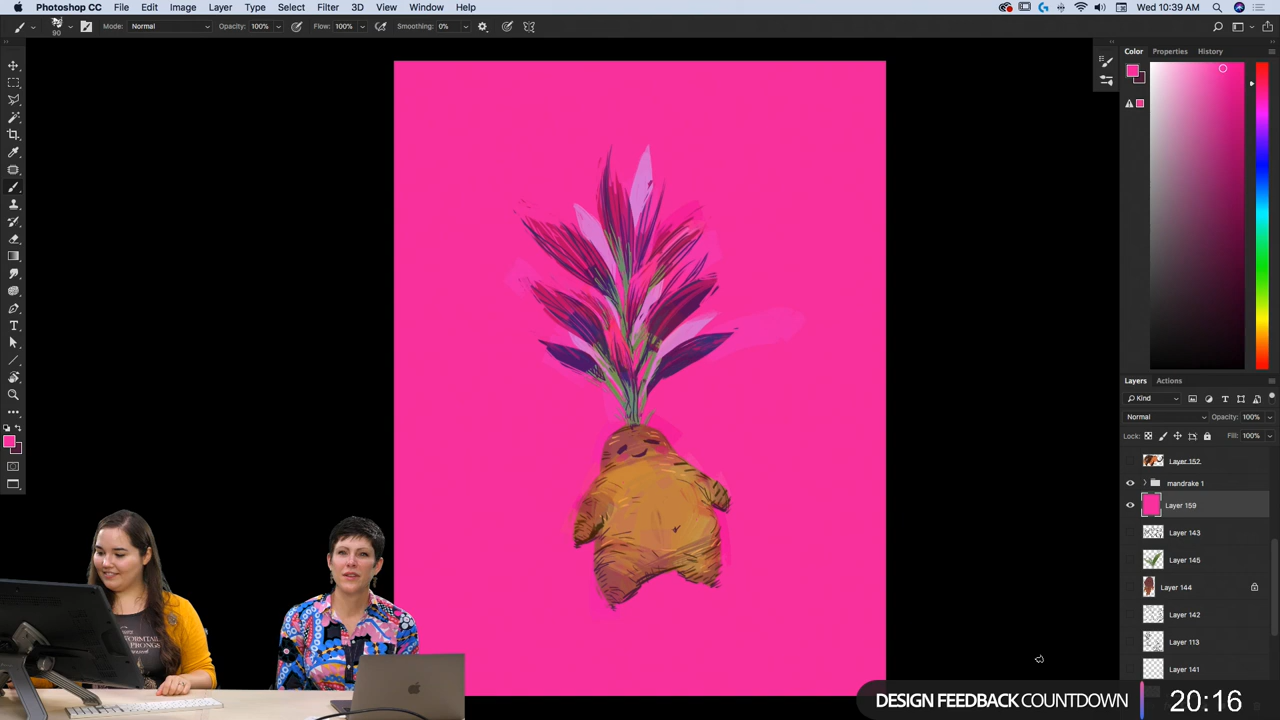 Photoshop CC File Edit Image Layer Type Select Filter 3D View Window Help Wed 10:39 AM
90 Mode: Normal Opacity: 100% Flow: 100% Smoothing: 0%
Color Properties History
Layers Actions
Kind
Normal Opacity: 100%
Lock: Fill: 100%
Layer 152
mandrake 1
Layer 159
Layer 143
Layer 145
Layer 144
Layer 142
Layer 113
Layer 141
DESIGN FEEDBACK COUNTDOWN 20:16